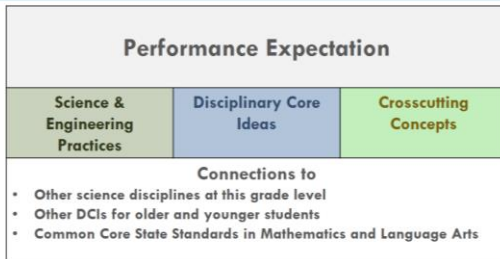 Performance Expectation
Science &
Engineering
Practices
Disciplinary Core
Ideas
Crosscutting
Concepts
Connections to
• Other science disciplines at this grade level
• Other DCIs for older and younger students
• Common Core State Standards in Mathematics and Language Arts